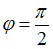 φ = π/2